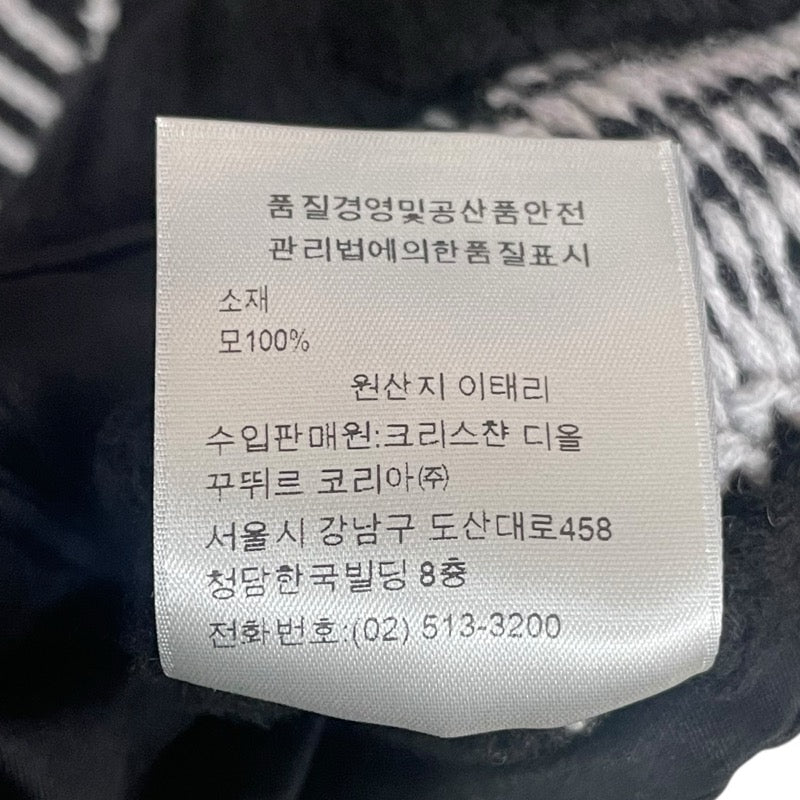 품질경영및공산품안전
관리법에의한품질표시
소재
모100%
원산지 이태리
수입판매원:크리스챤 디올
꾸뛰르 코리아㈜
서울시 강남구 도산대로458
청담한국빌딩 8층
전화번호:(02) 513-3200